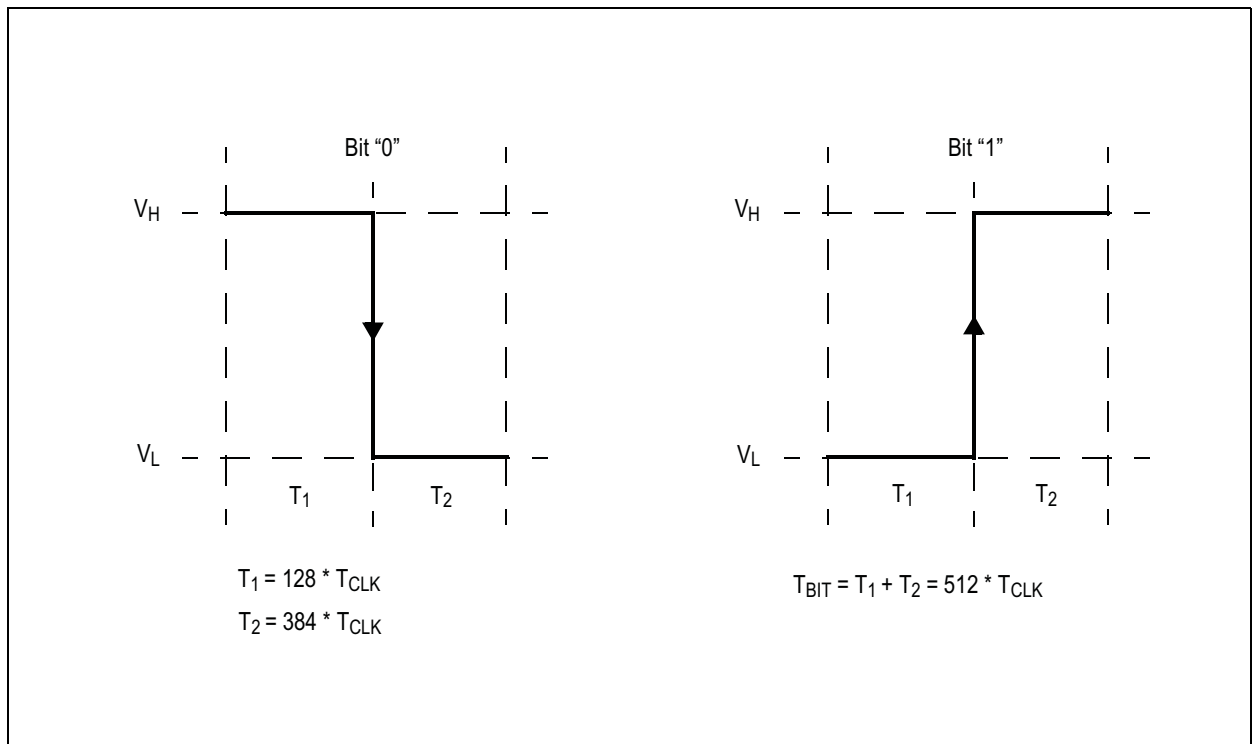 Bit “0”
Bit “1”
VH
VH
VL
VL
T1
T2
T1
T2
T1 = 128 * TCLK
T2 = 384 * TCLK
TBIT = T1 + T2 = 512 * TCLK